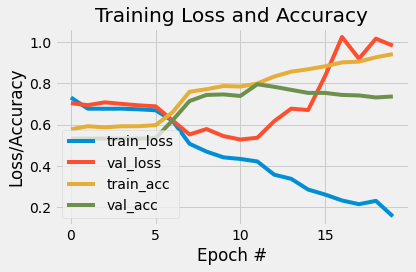 Training Loss and Accuracy
Loss/Accuracy
1.0
0.8
0.6
0.4
0.2
train_loss
val_loss
train_acc
val_acc
0
5
10
15
Epoch #